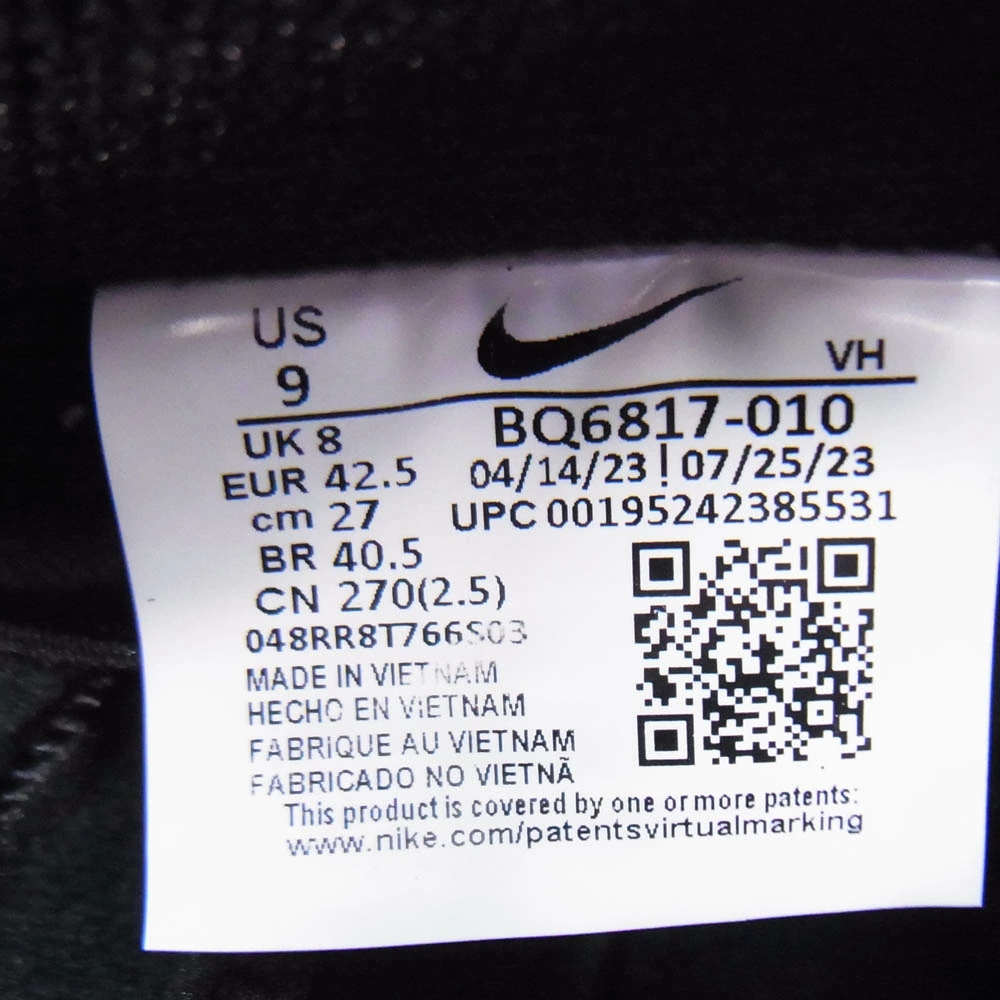 US
9
VH
UK 8
EUR 42.5
cm 27
BR 40.5
CN 270(2.5)
BQ6817-010
04/14/23 ! 07/25/23
UPC 00195242385531
048RR8T766S03
MADE IN VIETNAM
HECHO EN VIETNAM
FABRIQUE AU VIETNAM
FABRICADO NO VIETNÃ
This product is covered by one or more patents:
www.nike.com/patentsvirtualmarking